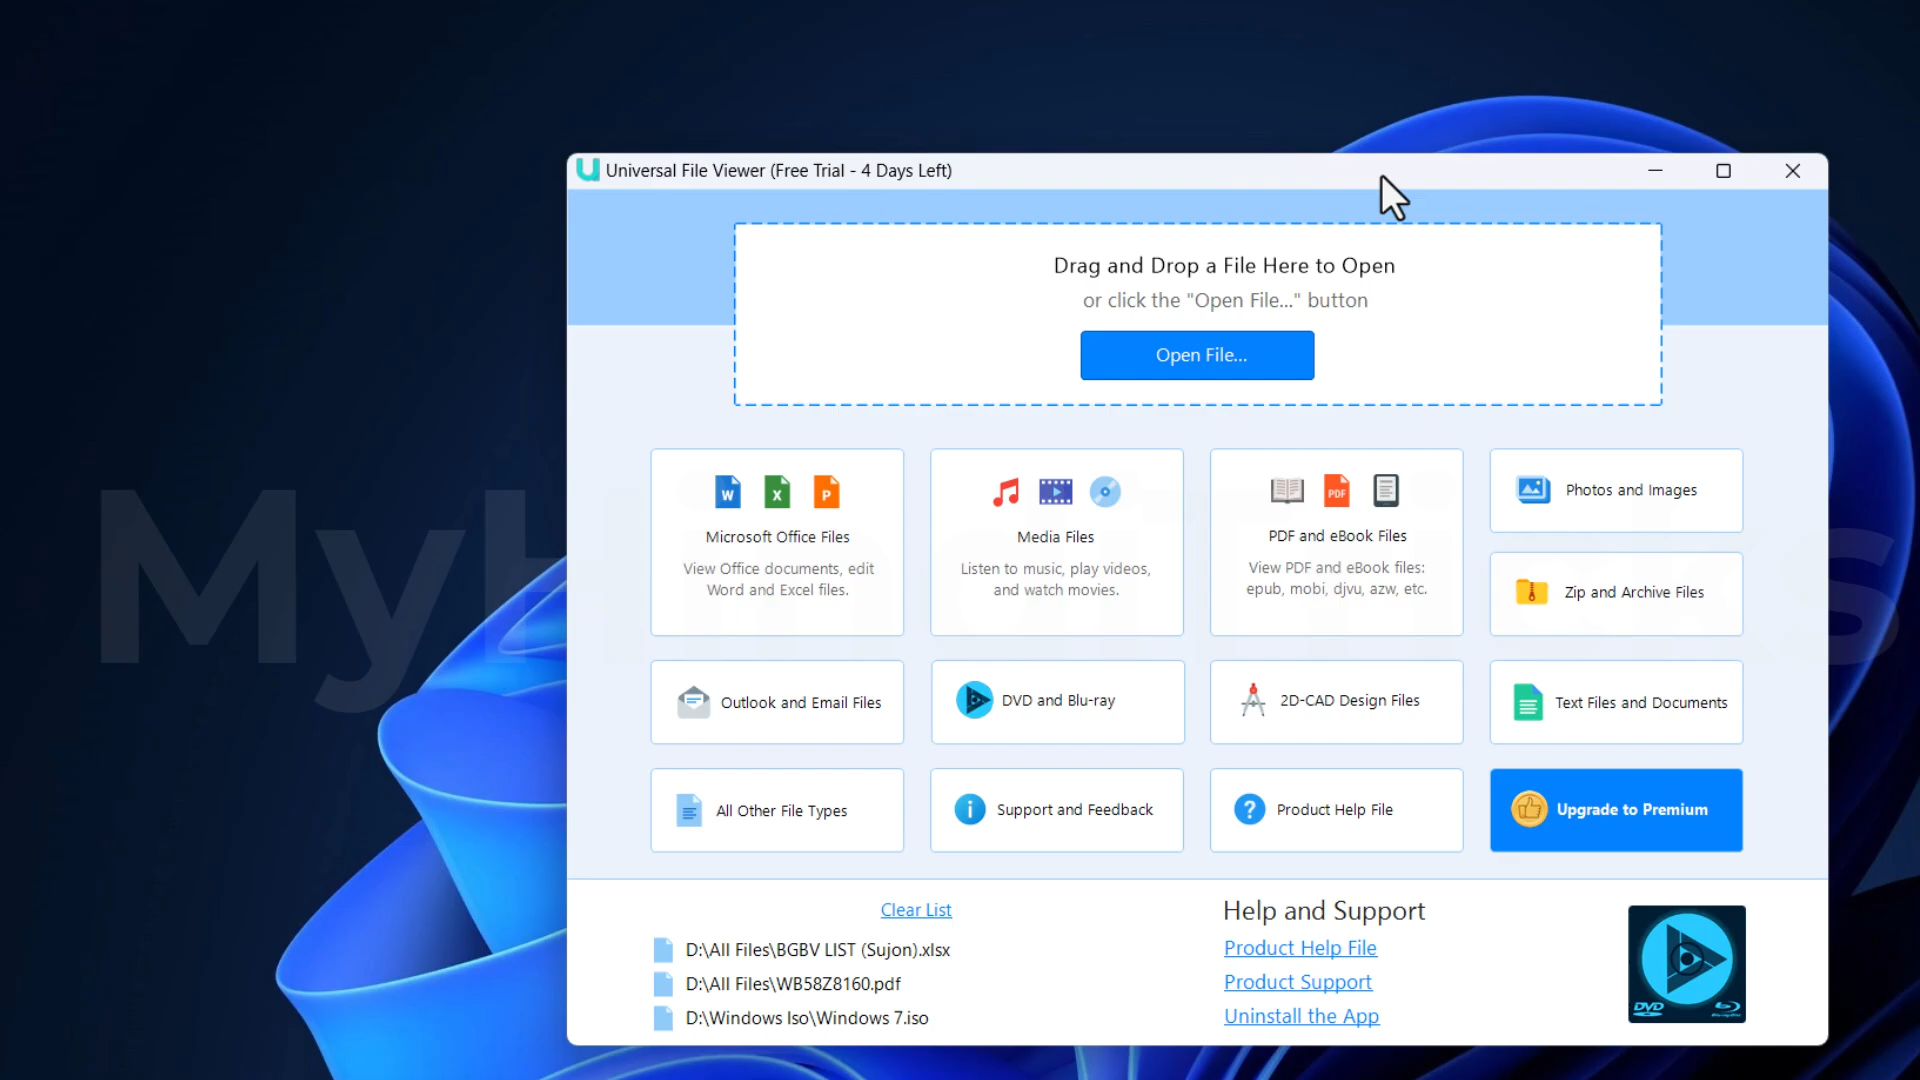 Universal File Viewer (Free Trial - 4 Days Left)
Drag and Drop a File Here to Open
or click the "Open File..." button
Open File...
W X P
Microsoft Office Files
View Office documents, edit
Word and Excel files.
Media Files
Listen to music, play videos,
and watch movies.
PDF
PDF and eBook Files
View PDF and eBook files:
epub, mobi, djvu, azw, etc.
Photos and Images
Zip and Archive Files
Outlook and Email Files
DVD and Blu-ray
2D-CAD Design Files
Text Files and Documents
All Other File Types
Support and Feedback
Product Help File
Upgrade to Premium
Clear List
D:\All Files\BGBV LIST (Sujon).xlsx
D:\All Files\WB58Z8160.pdf
D:\Windows Iso\Windows 7.iso
Help and Support
Product Help File
Product Support
Uninstall the App
DVD